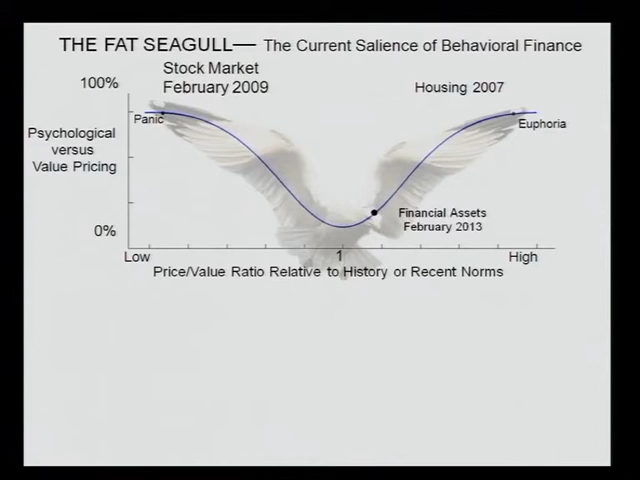 THE FAT SEAGULL— The Current Salience of Behavioral Finance
Stock Market
February 2009
Housing 2007
100%
Panic
Euphoria
Psychological
versus
Value Pricing
Financial Assets
February 2013
0%
Low
1
High
Price/Value Ratio Relative to History or Recent Norms